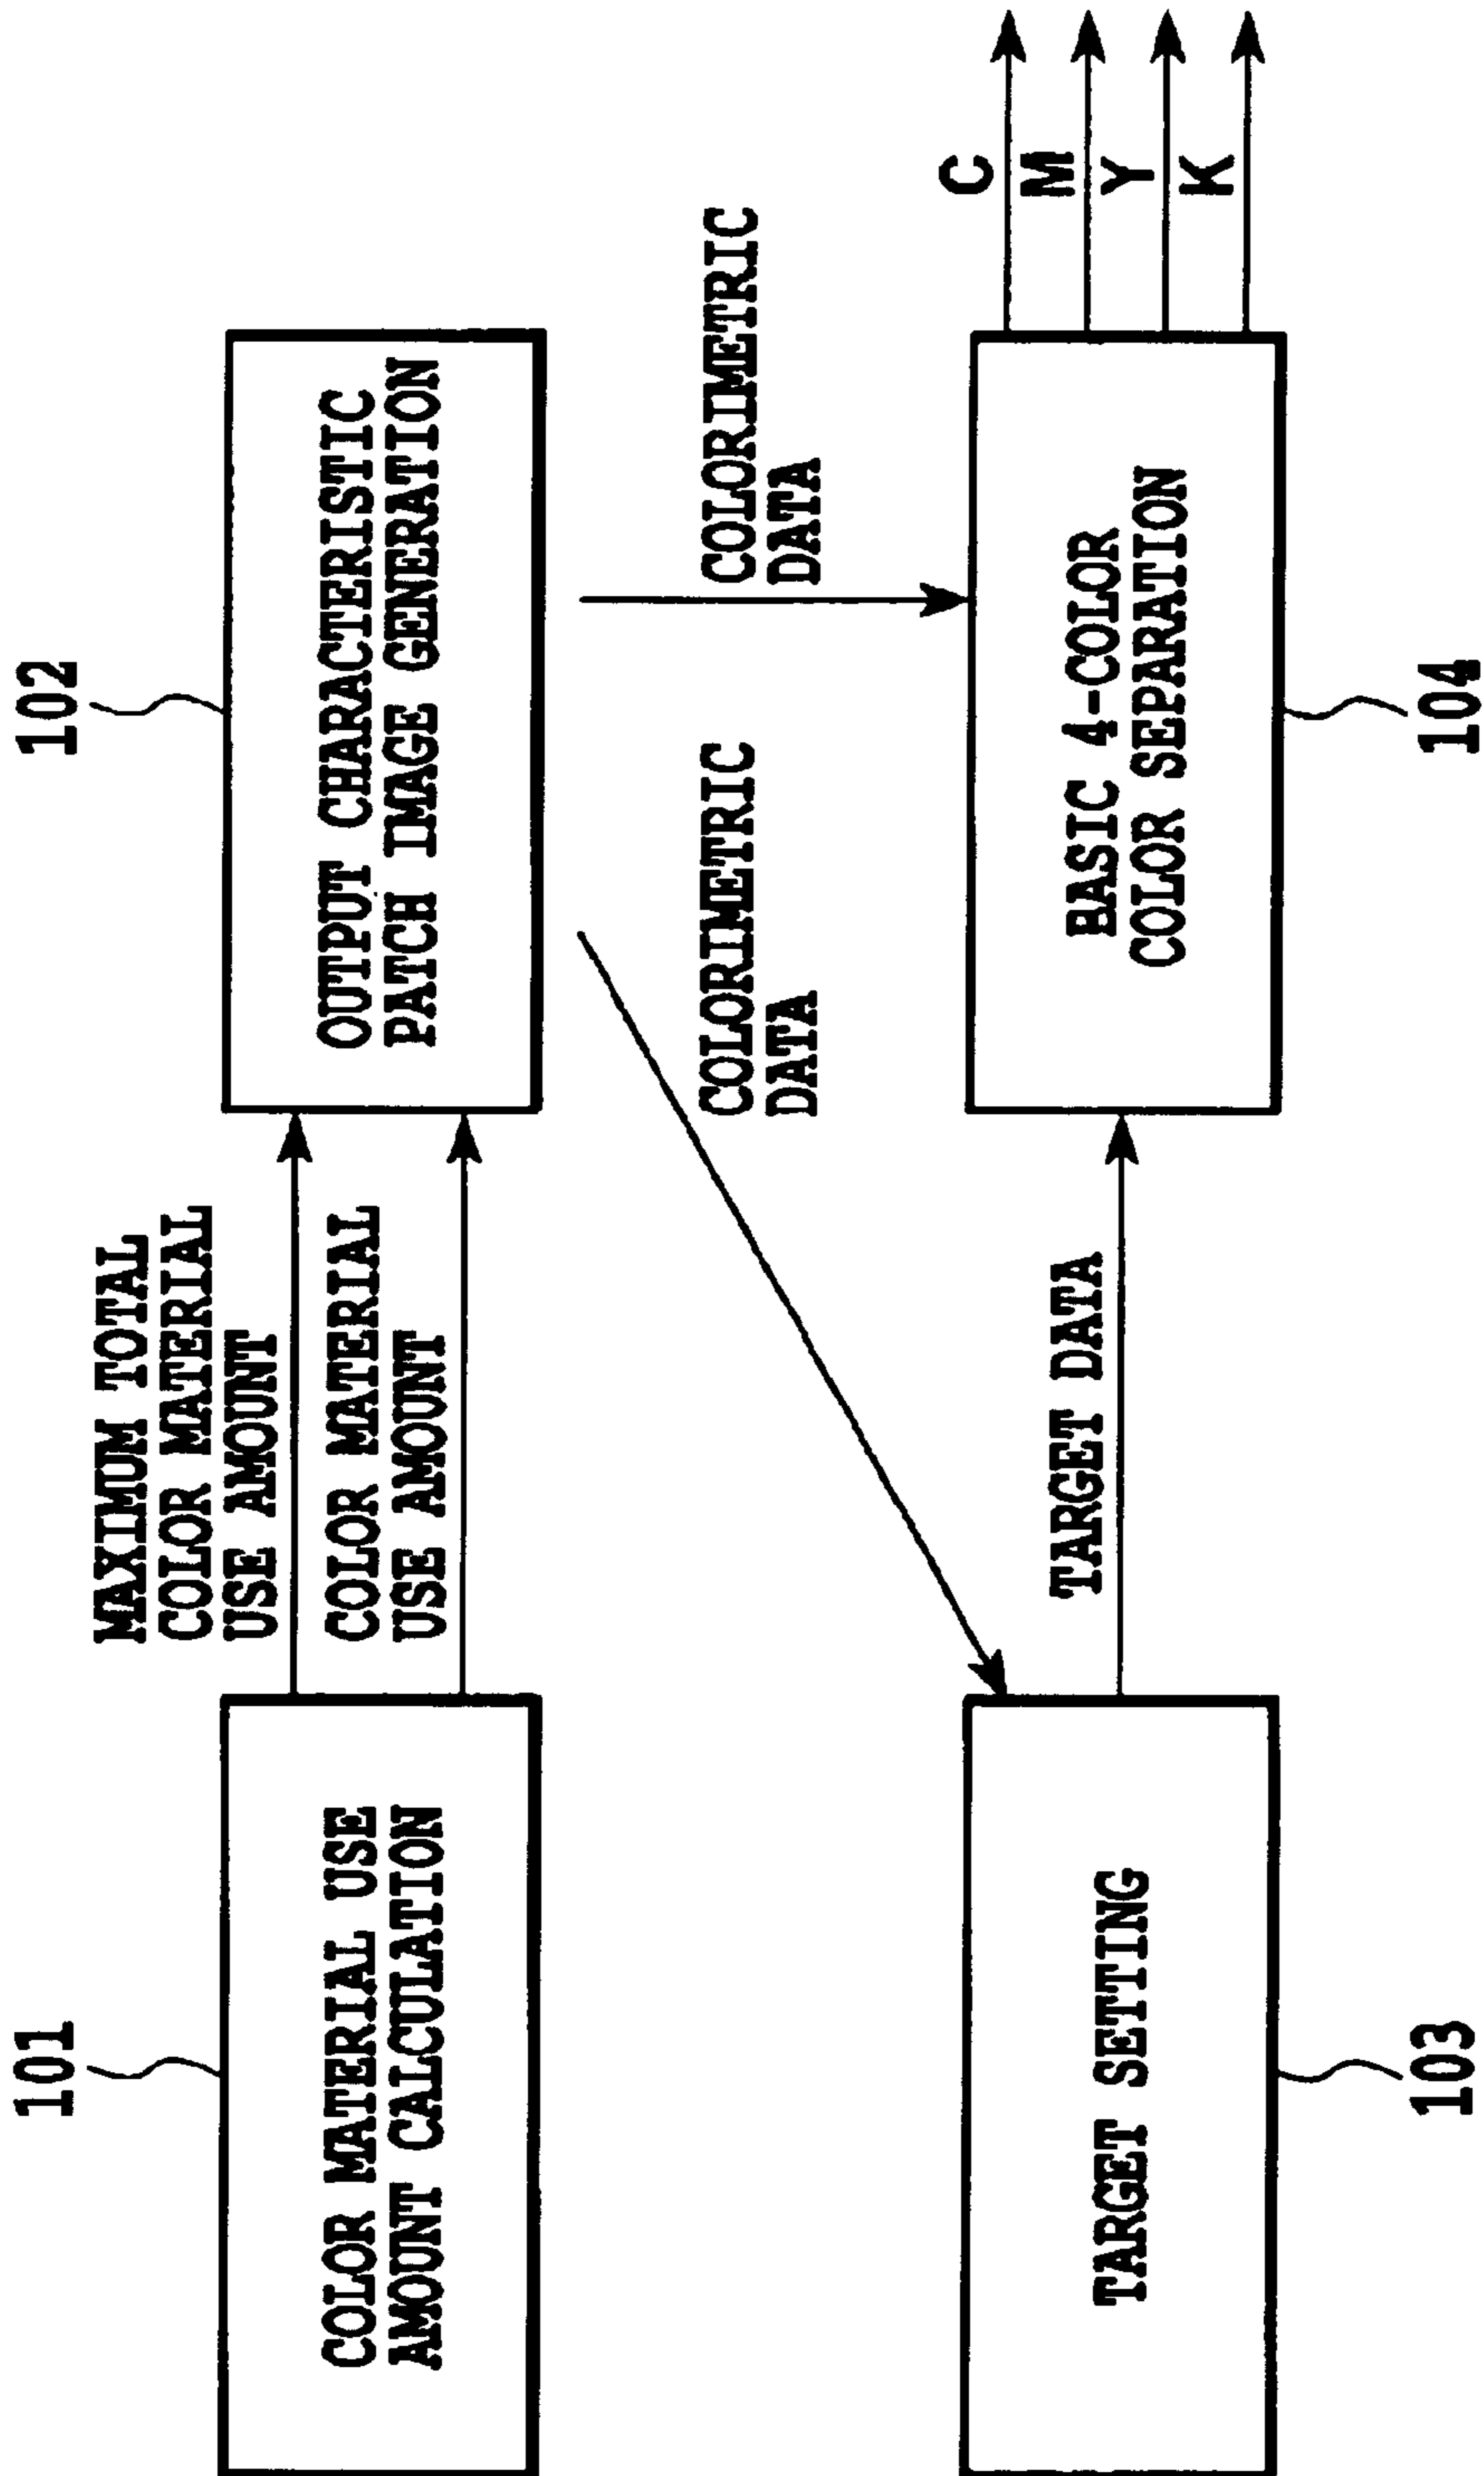 101
COLOR MATERIAL USE
AMOUNT CALCULATION
MAXIMUM TOTAL
COLOR MATERIAL
USE AMOUNT
COLOR MATERIAL
USE AMOUNT
102
OUTPUT CHARACTERISTIC
PATCH IMAGE GENERATION
COLORIMETRIC
DATA
COLORIMETRIC
DATA
TARGET SETTING
103
TARGET DATA
BASIC 4-COLOR
COLOR SEPARATION
104
C
M
Y
K